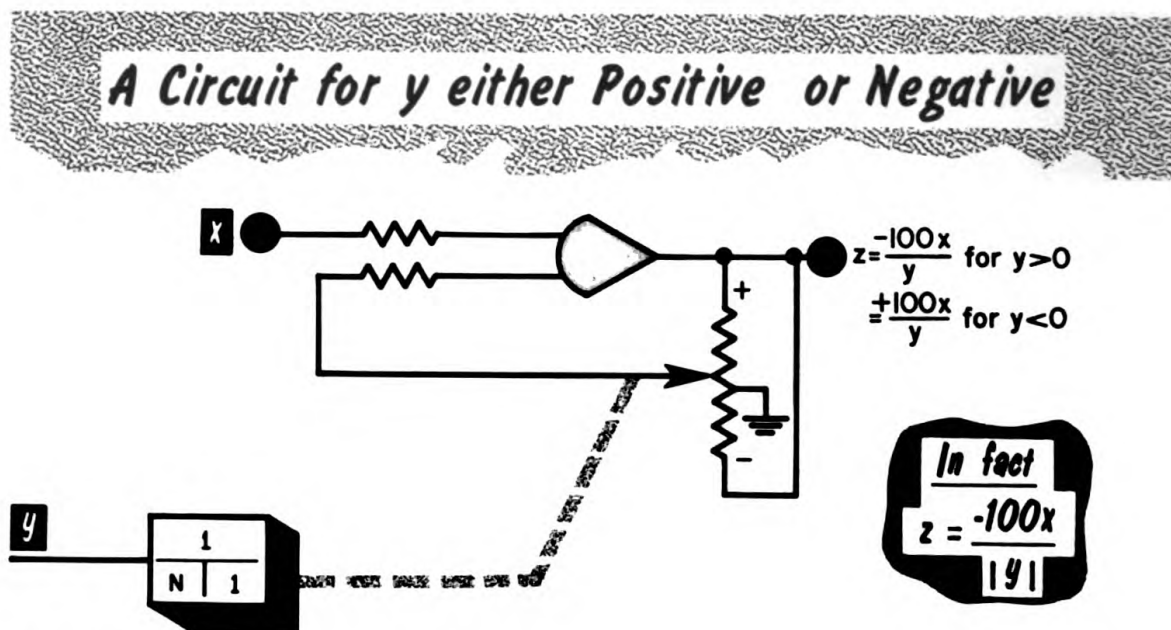 A Circuit for y either Positive or Negative
x
z=-100x/y for y>0
=+100x/y for y<0
+
-
In fact
z = -100x/|y|
y
1
N 1